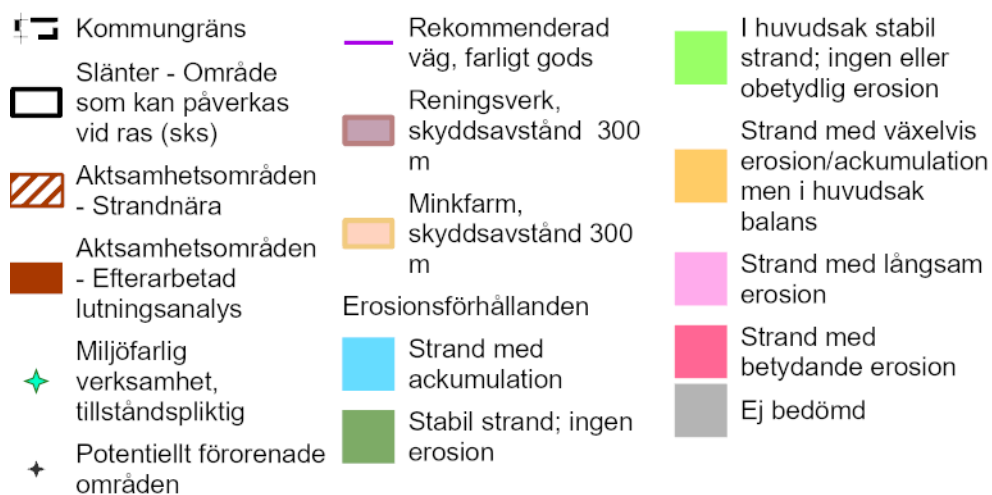 Kommungräns
Slänter - Område
som kan påverkas
vid ras (sks)
Aktsamhetsområden
- Strandnära
Aktsamhetsområden
- Efterarbetad
lutningsanalys
Miljöfarlig
verksamhet,
tillståndspliktig
Potentiellt förorenade
områden
Rekommenderad
väg, farligt gods
Reningsverk,
skyddsavstånd 300
m
Minkfarm,
skyddsavstånd 300
m
Erosionsförhållanden
Strand med
ackumulation
Stabil strand; ingen
erosion
I huvudsak stabil
strand; ingen eller
obetydlig erosion
Strand med växelvis
erosion/ackumulation
men i huvudsak
balans
Strand med långsam
erosion
Strand med
betydande erosion
Ej bedömd